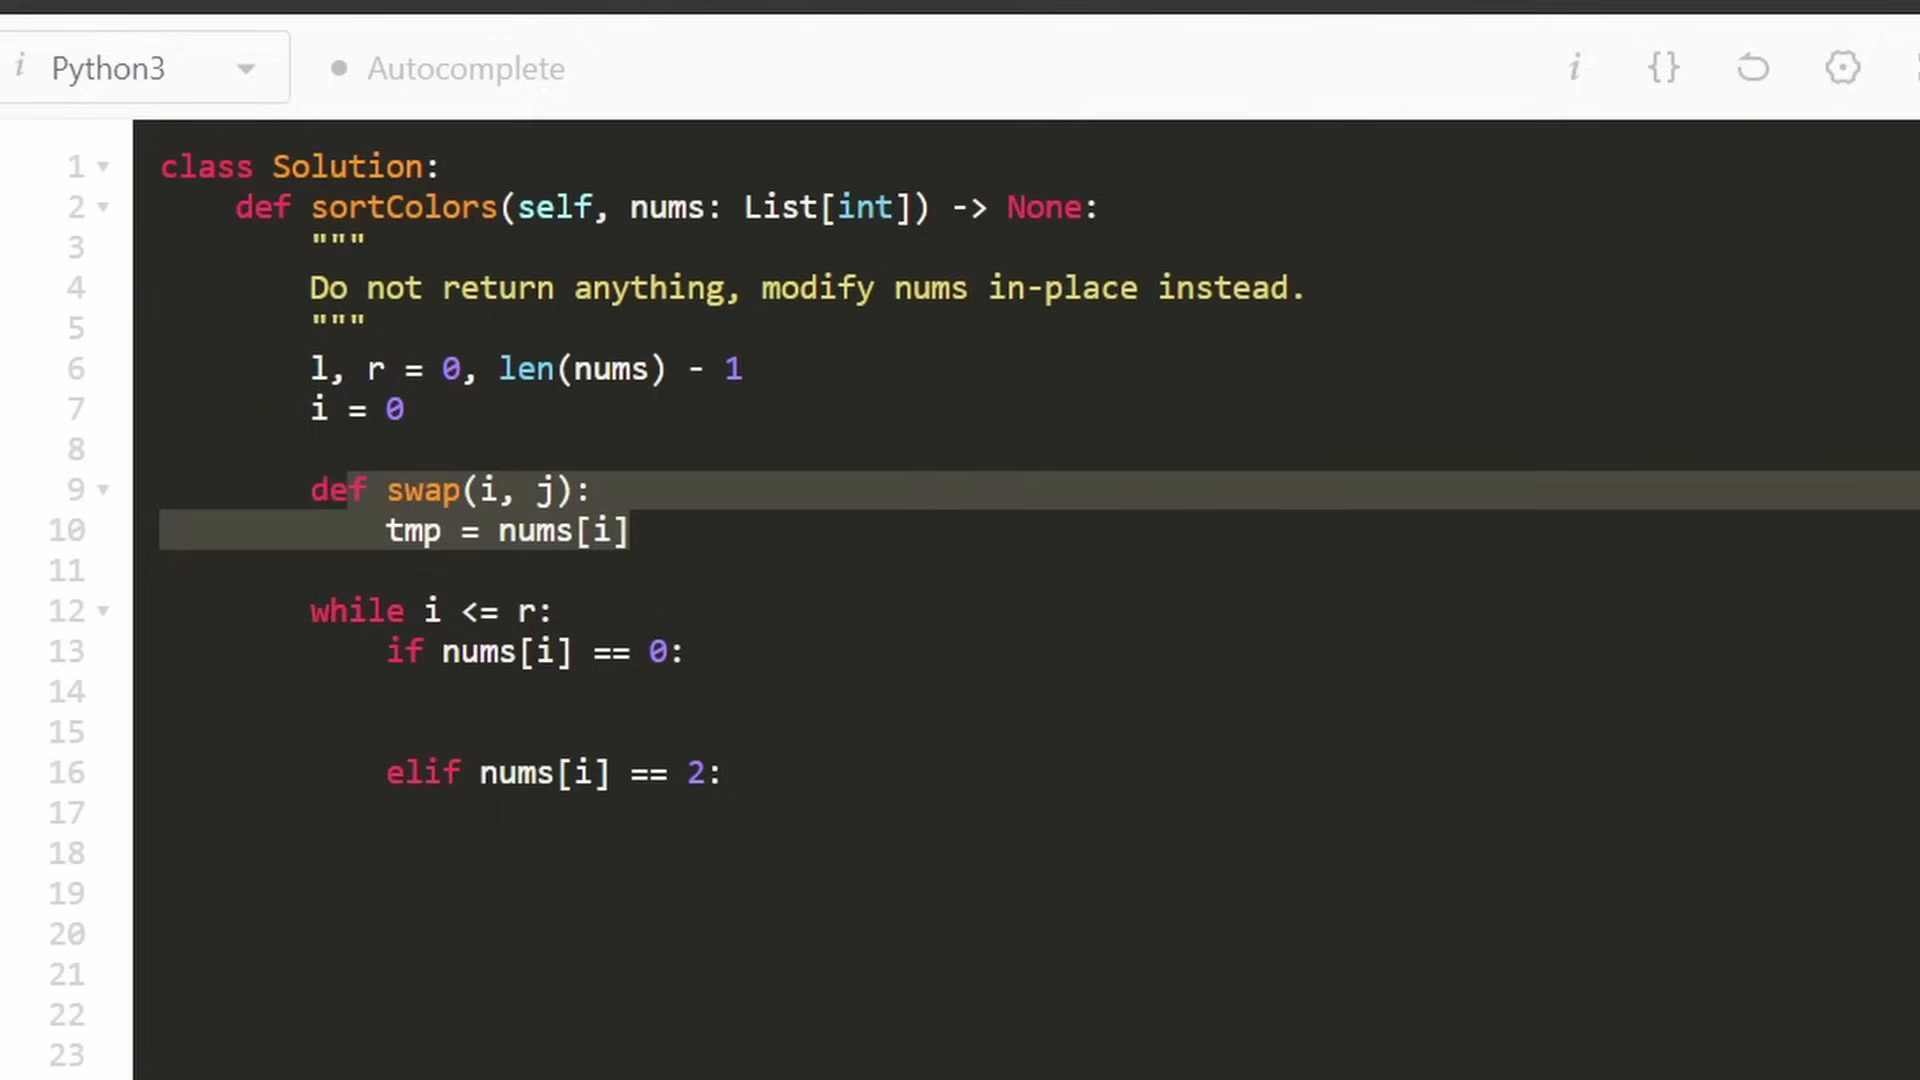 i Python3 Autocomplete i {}
1 class Solution:
2 def sortColors(self, nums: List[int]) -> None:
3 """
4 Do not return anything, modify nums in-place instead.
5 """
6 l, r = 0, len(nums) - 1
7 i = 0
8
9 def swap(i, j):
10 tmp = nums[i]
11
12 while i <= r:
13 if nums[i] == 0:
14
15
16 elif nums[i] == 2:
17
18
19
20
21
22
23